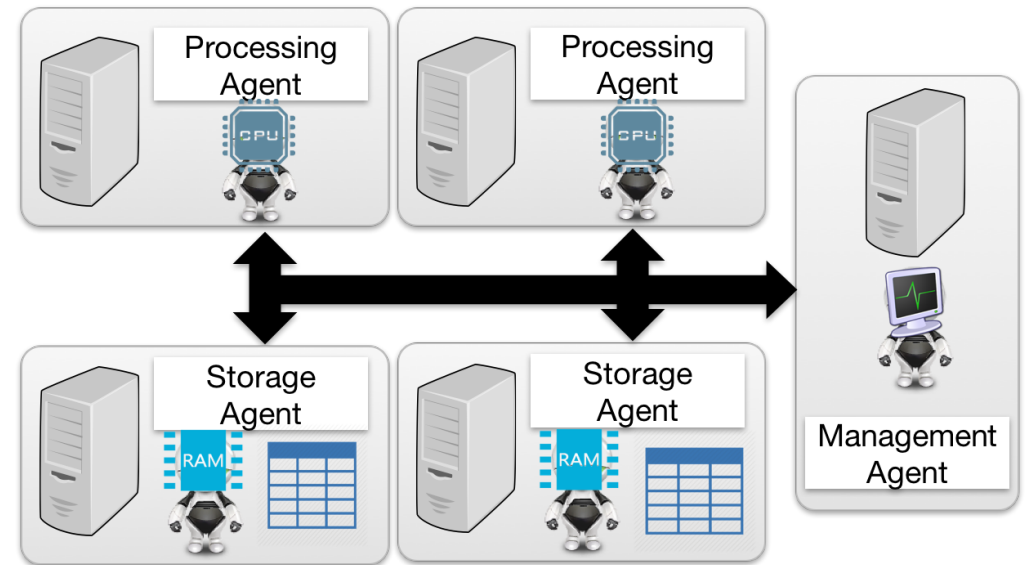 Processing
Agent
CPU
Processing
Agent
CPU
Storage
Agent
RAM
Storage
Agent
RAM
Management
Agent